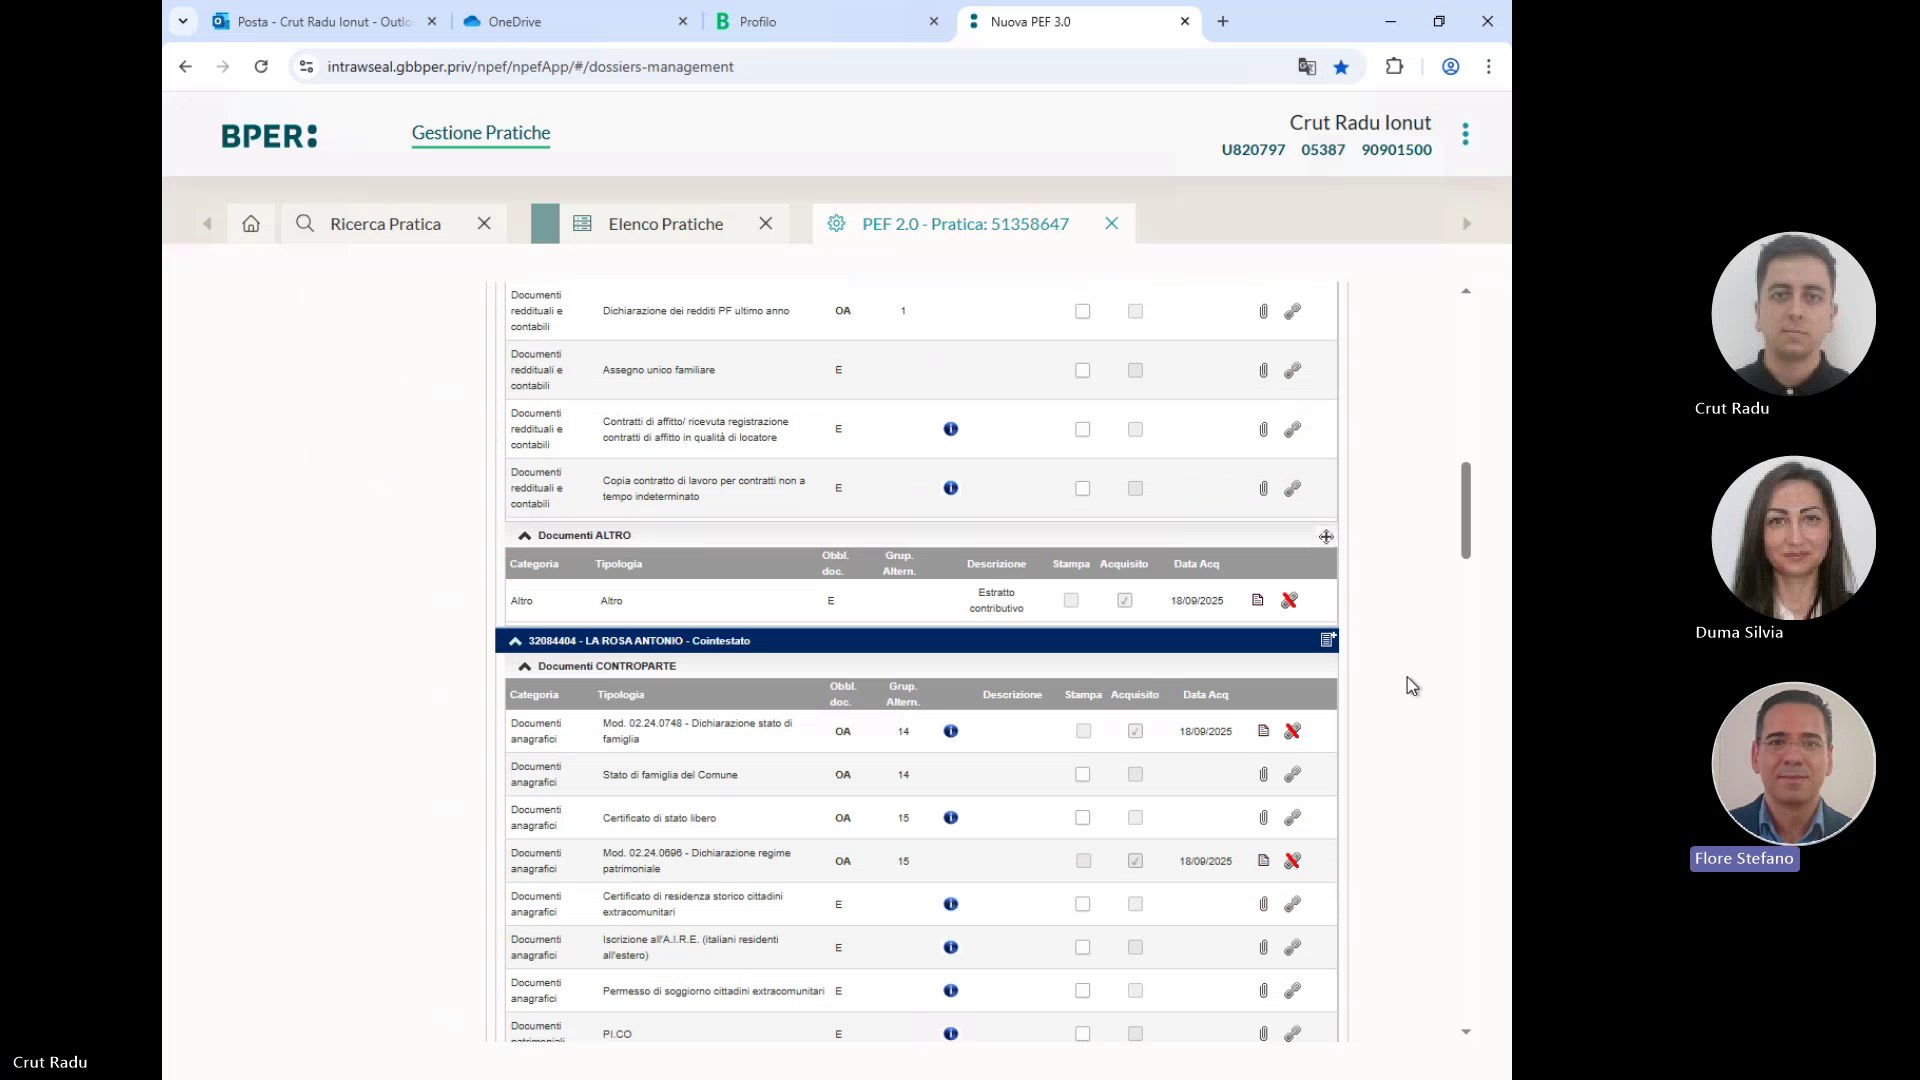 Posta - Crut Radu Ionut - Outlo
OneDrive
Profilo
Nuova PEF 3.0
intrawseal.gbbper.priv/npef/npefApp/#/dossiers-management
BPER:
Gestione Pratiche
Crut Radu Ionut
U820797 05387 90901500
Ricerca Pratica
Elenco Pratiche
PEF 2.0 - Pratica: 51358647
Documenti reddituali e contabili Dichiarazione dei redditi PF ultimo anno OA 1
Documenti reddituali e contabili Assegno unico familiare E
Documenti reddituali e contabili Contratti di affitto/ ricevuta registrazione contratti di affitto in qualità di locatore E
Documenti reddituali e contabili Copia contratto di lavoro per contratti non a tempo indeterminato E
Documenti ALTRO
Categoria Tipologia Obbl. doc. Grup. Altern. Descrizione Stampa Acquisito Data Acq
Altro Altro E Estratto contributivo 18/09/2025
32084404 - LA ROSA ANTONIO - Cointestato
Documenti CONTROPARTE
Categoria Tipologia Obbl. doc. Grup. Altern. Descrizione Stampa Acquisito Data Acq
Documenti anagrafici Mod. 02.24.0748 - Dichiarazione stato di famiglia OA 14 18/09/2025
Documenti anagrafici Stato di famiglia del Comune OA 14
Documenti anagrafici Certificato di stato libero OA 15
Documenti anagrafici Mod. 02.24.0696 - Dichiarazione regime patrimoniale OA 15 18/09/2025
Documenti anagrafici Certificato di residenza storico cittadini extracomunitari E
Documenti anagrafici Iscrizione all'A.I.R.E. (italiani residenti all'estero) E
Documenti anagrafici Permesso di soggiorno cittadini extracomunitari E
Documenti patrimoniali PI.CO E
Crut Radu
Duma Silvia
Flore Stefano
Crut Radu